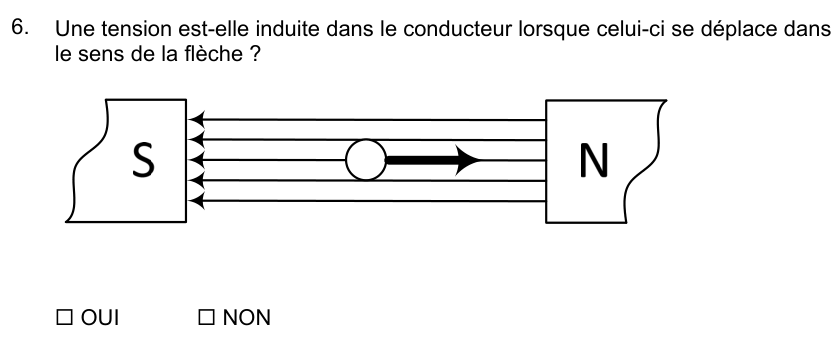 6. Une tension est-elle induite dans le conducteur lorsque celui-ci se déplace dans
le sens de la flèche ?
S N
☐ OUI ☐ NON